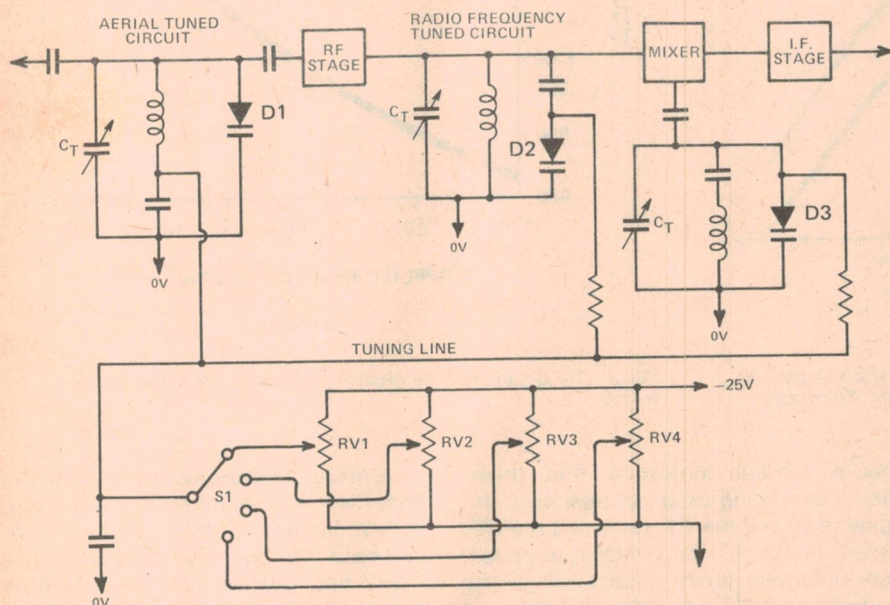 AERIAL TUNED
CIRCUIT
RADIO FREQUENCY
TUNED CIRCUIT
RF
STAGE
MIXER
I.F.
STAGE
CT
D1
CT
D2
CT
D3
0V
0V
0V
TUNING LINE
−25V
RV1
RV2
RV3
RV4
S1
0V